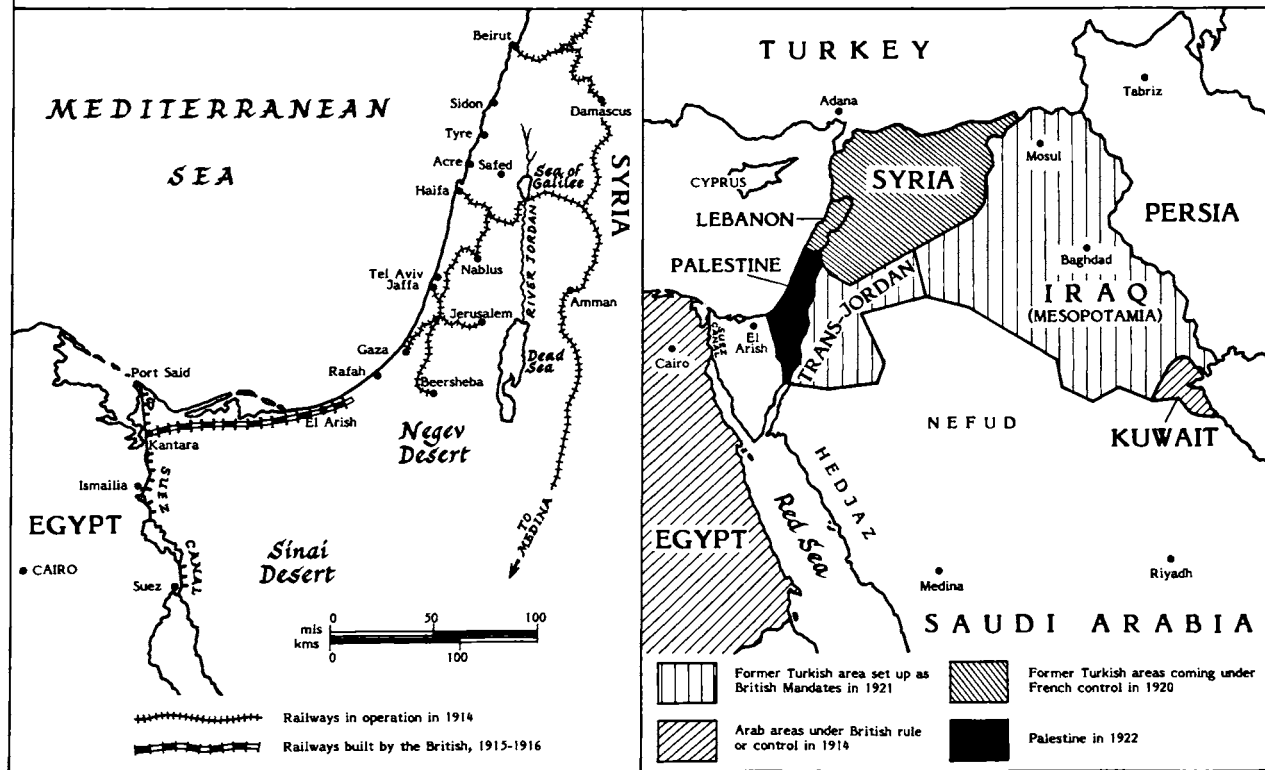 Beirut
MEDITERRANEAN
SEA
Sidon
Damascus
Tyre
Acre
Safed
Sea of
Galilee
Haifa
SYRIA
Nablus
Tel Aviv
Jaffa
RIVER JORDAN
Amman
Jerusalem
Gaza
Dead
Sea
Rafah
Beersheba
Port Said
El Arish
Kantara
Negev
Desert
Ismailia
SUEZ
CANAL
EGYPT
CAIRO
Sinai
Desert
Suez
TO
MEDINA
0 50 100
mls
kms
0 100
Railways in operation in 1914
Railways built by the British, 1915-1916
TURKEY
Adana
Tabriz
Mosul
CYPRUS
SYRIA
LEBANON
PERSIA
PALESTINE
Baghdad
TRANS-JORDAN
IRAQ
(MESOPOTAMIA)
El
Arish
SUEZ
CANAL
Cairo
NEFUD
KUWAIT
HEDJAZ
Red Sea
EGYPT
Medina
Riyadh
SAUDI ARABIA
Former Turkish area set up as
British Mandates in 1921
Former Turkish areas coming under
French control in 1920
Arab areas under British rule
or control in 1914
Palestine in 1922